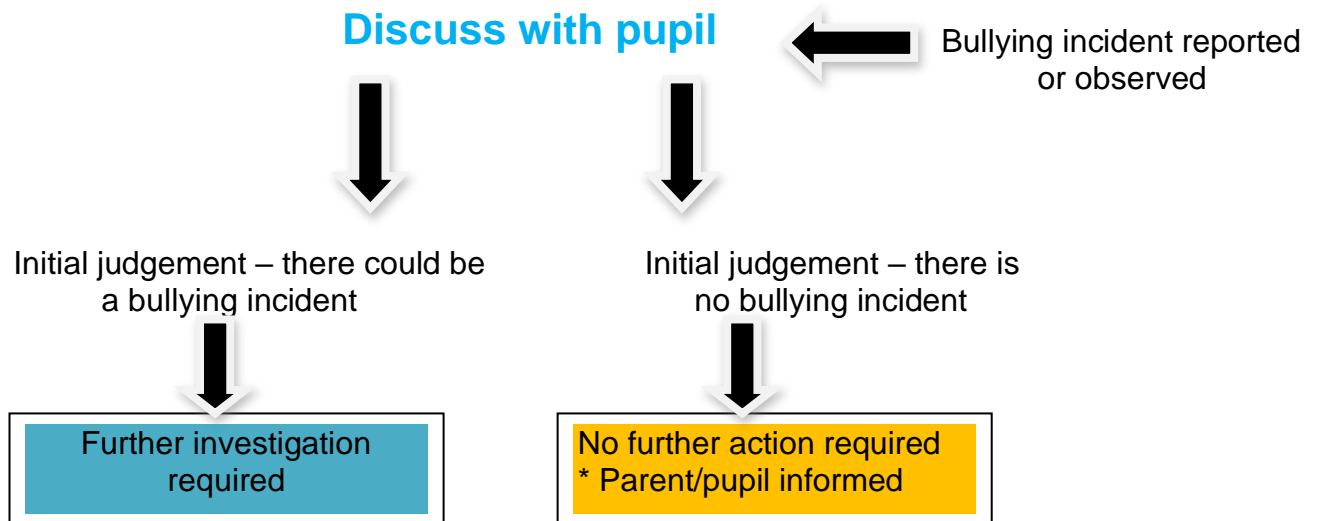 Discuss with pupil
Bullying incident reported
or observed
Initial judgement – there could be
a bullying incident
Initial judgement – there is
no bullying incident
Further investigation
required
No further action required
* Parent/pupil informed